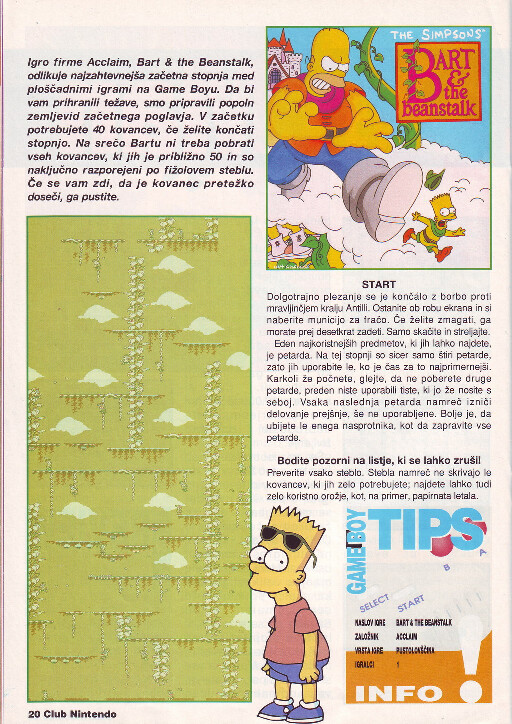 Igro firme Acclaim, Bart & the Beanstalk,
odlikuje najzahtevnejša začetna stopnja med
ploščadnimi igrami na Game Boyu. Da bi
vam prihranili težave, smo pripravili popoln
zemljevid začetnega poglavja. V začetku
potrebujete 40 kovancev, če želite končati
stopnjo. Na srečo Bartu ni treba pobrati
vseh kovancev, ki jih je približno 50 in so
naključno razporejeni po fižolovem steblu.
Če se vam zdi, da je kovanec pretežko
doseči, ga pustite.
THE SIMPSONS
BART
&
the
beanstalk
START
Dolgotrajno plezanje se je končalo z borbo proti
mravljinčjem kralju Antilli. Ostanite ob robu ekrana in si
naberite municijo za fračo. Če želite zmagati, ga
morate prej desetkrat zadeti. Samo skačite in streljajte.
Eden najkoristnejših predmetov, ki jih lahko najdete,
je petarda. Na tej stopnji so sicer samo štiri petarde,
zato jih uporabite le, ko je čas za to najprimernejši.
Karkoli že počnete, glejte, da ne poberete druge
petarde, preden niste uporabili tiste, ki jo že nosite s
seboj. Vsaka naslednja petarda namreč izniči
delovanje prejšnje, še ne uporabljene. Bolje je, da
ubijete le enega nasprotnika, kot da zapravite vse
petarde.
Bodite pozorni na listje, ki se lahko zruši!
Preverite vsako steblo. Stebla namreč ne skrivajo le
kovancev, ki jih zelo potrebujete; najdete lahko tudi
zelo koristno orožje, kot, na primer, papirnata letala.
GAME BOY
TIPS
B
A
SELECT
START
NASLOV IGRE BART & THE BEANSTALK
ZALOŽNIK ACCLAIM
VRSTA IGRE PUSTOLOVŠČINA
IGRALCI 1
INFO !
20 Club Nintendo